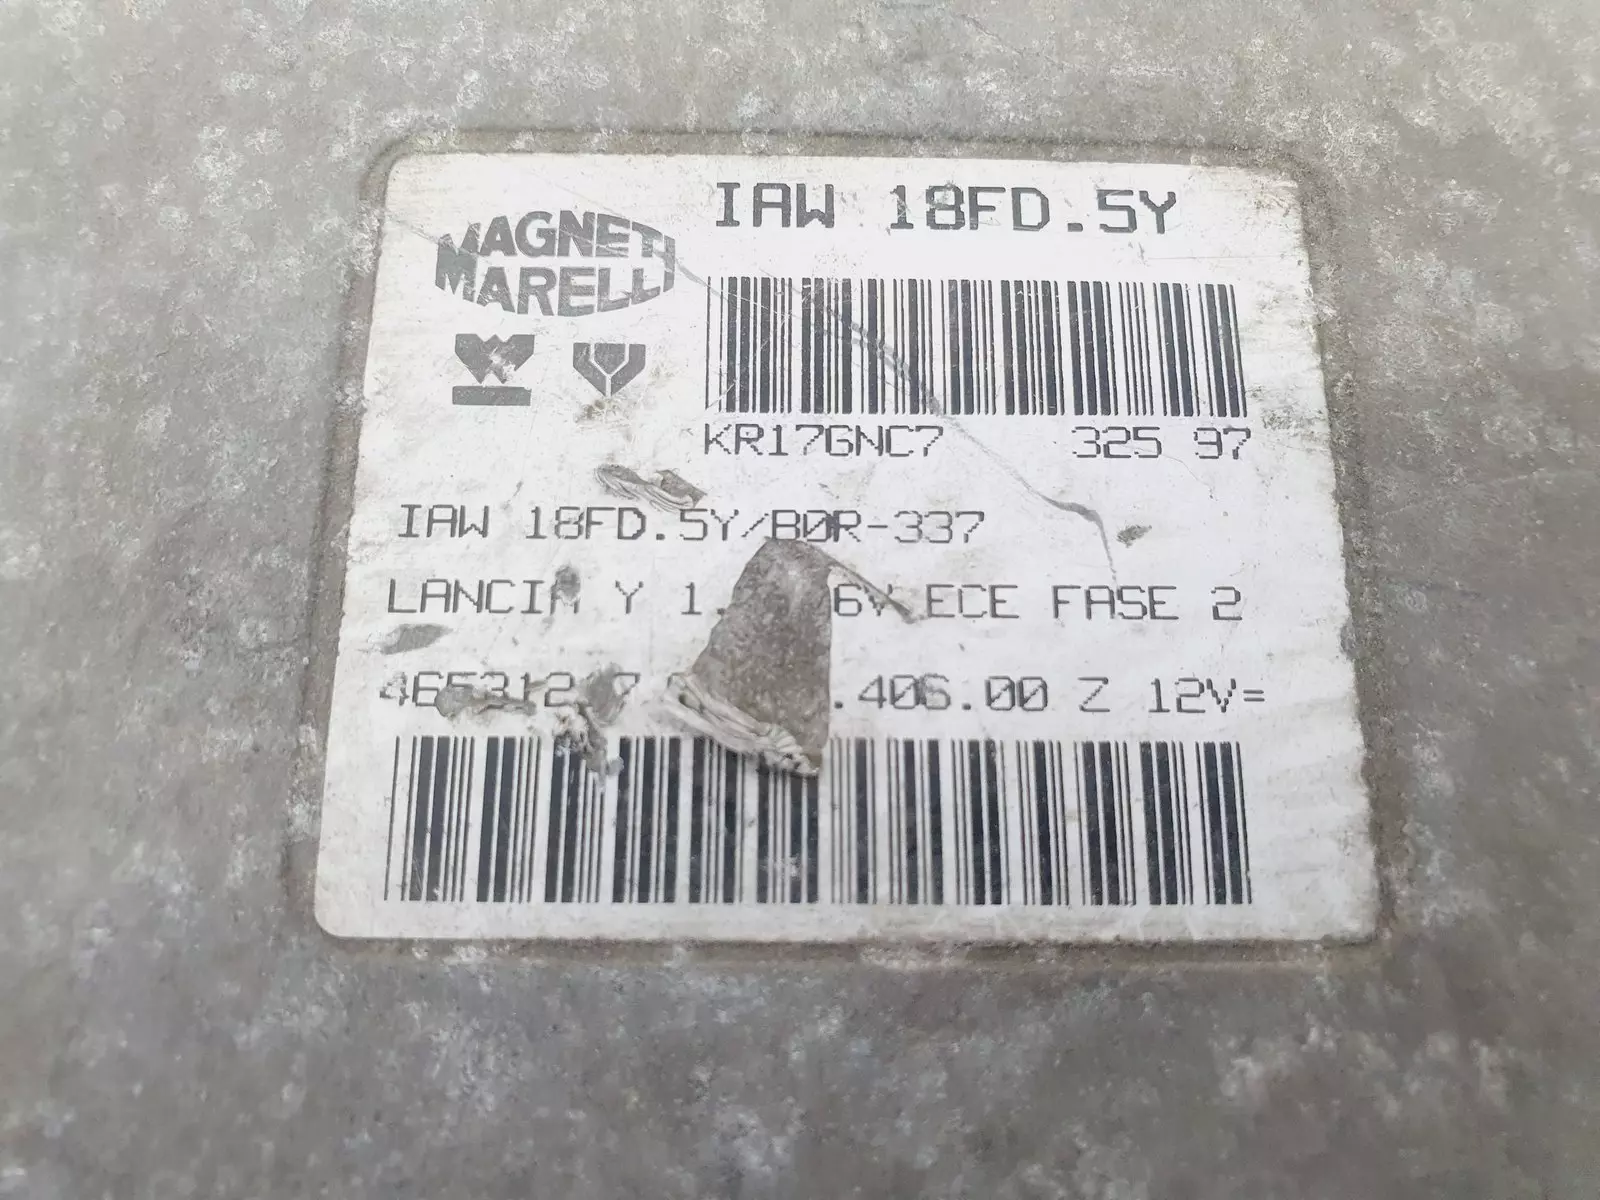 IAW 18FD.5Y
MAGNETI
MARELLI
KR17GNC7 325 97
IAW 18FD.5Y/B0R-337
LANCIA Y ECE FASE 2
.406.00 Z 12V=